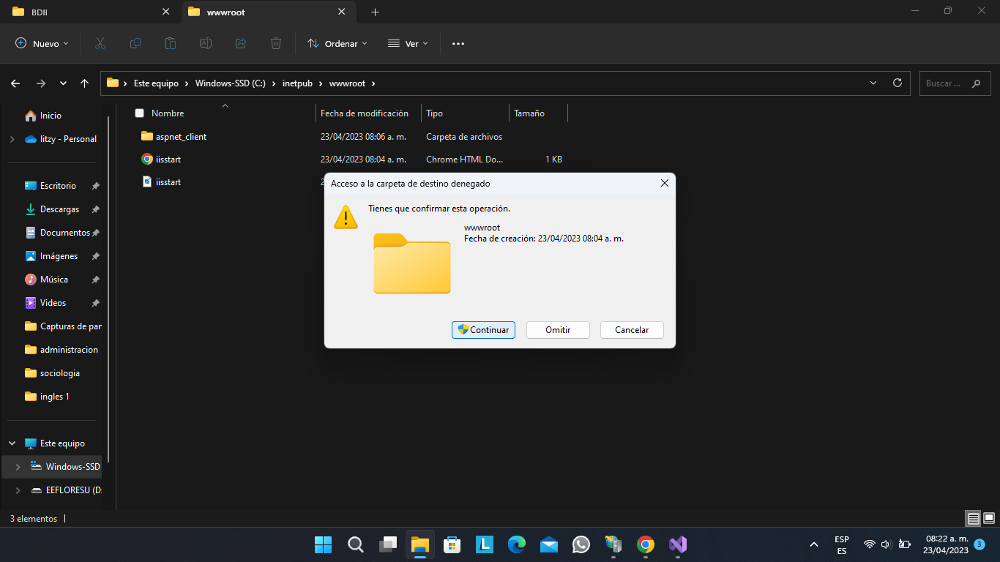 BDII
wwwroot
Nuevo
Ordenar
Ver
Este equipo
Windows-SSD (C:)
inetpub
wwwroot
Buscar ...
Inicio
litzy - Personal
Escritorio
Descargas
Documentos
Imágenes
Música
Videos
Capturas de par
administracion
sociologia
ingles 1
Este equipo
Windows-SSD
EEFLORESU (D:
Nombre Fecha de modificación Tipo Tamaño
aspnet_client 23/04/2023 08:06 a. m. Carpeta de archivos
iisstart 23/04/2023 08:04 a. m. Chrome HTML Do... 1 KB
iisstart
Acceso a la carpeta de destino denegado
Tienes que confirmar esta operación.
wwwroot
Fecha de creación: 23/04/2023 08:04 a. m.
Continuar Omitir Cancelar
3 elementos
ESP
ES
08:22 a. m.
23/04/2023
3